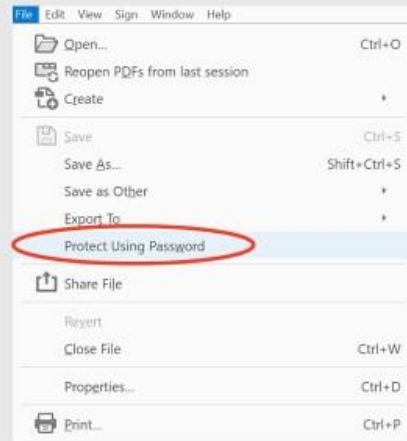 File Edit View Sign Window Help
Open... Ctrl+O
Reopen PDFs from last session
Create
Save Ctrl+S
Save As... Shift+Ctrl+S
Save as Other
Export To
Protect Using Password
Share File
Revert
Close File Ctrl+W
Properties... Ctrl+D
Print... Ctrl+P